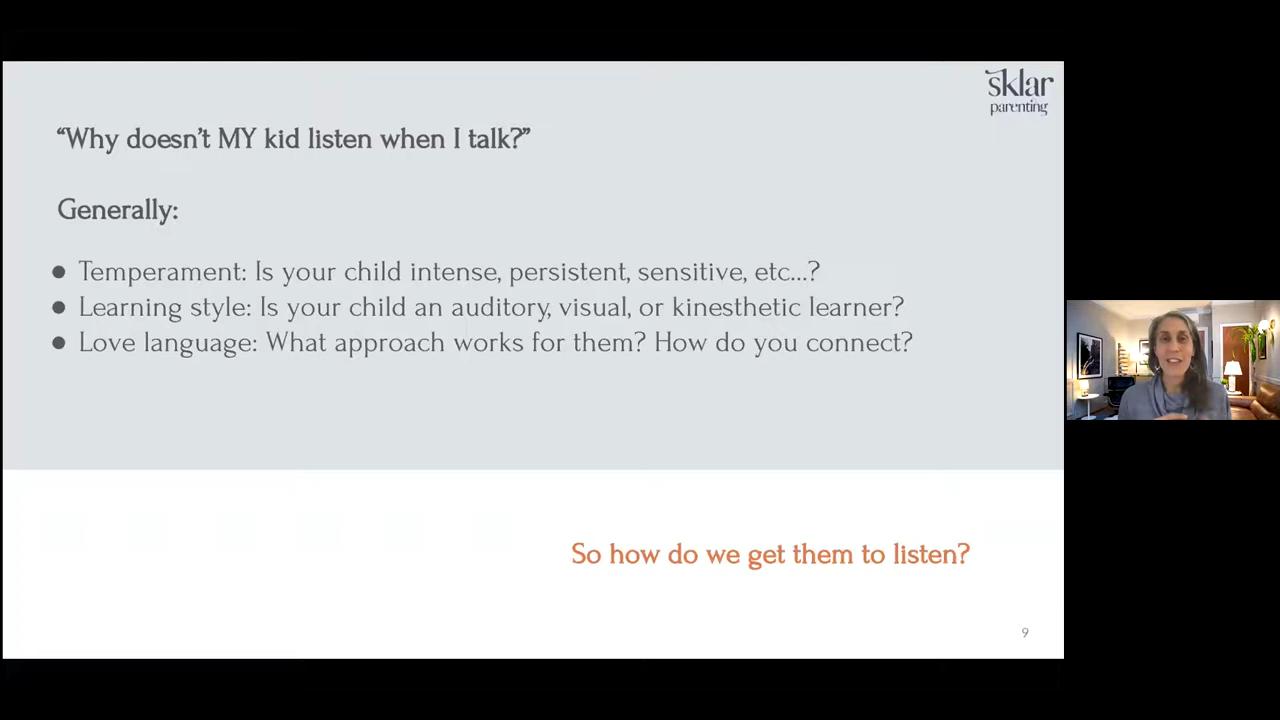 sklar
parenting
“Why doesn’t MY kid listen when I talk?”
Generally:
● Temperament: Is your child intense, persistent, sensitive, etc...?
● Learning style: Is your child an auditory, visual, or kinesthetic learner?
● Love language: What approach works for them? How do you connect?
So how do we get them to listen?
9